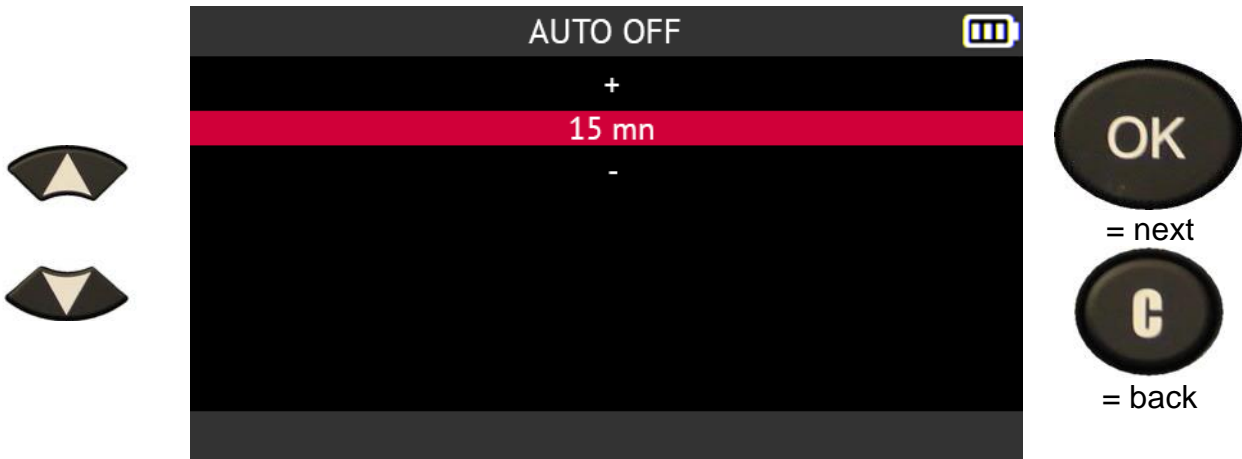 AUTO OFF
+
15 mn
-
OK
= next
C
= back